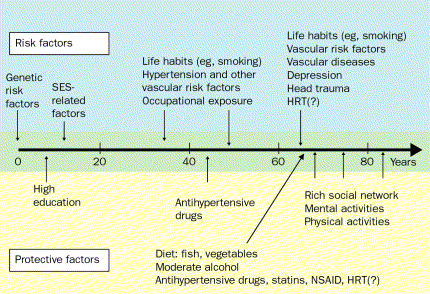 Risk factors
Genetic
risk
factors
SES-
related
factors
Life habits (eg, smoking)
Hypertension and other
vascular risk factors
Occupational exposure
Life habits (eg, smoking)
Vascular risk factors
Vascular diseases
Depression
Head trauma
HRT(?)
0
20
40
60
80
Years
High
education
Antihypertensive
drugs
Rich social network
Mental activities
Physical activities
Diet: fish, vegetables
Moderate alcohol
Antihypertensive drugs, statins, NSAID, HRT(?)
Protective factors